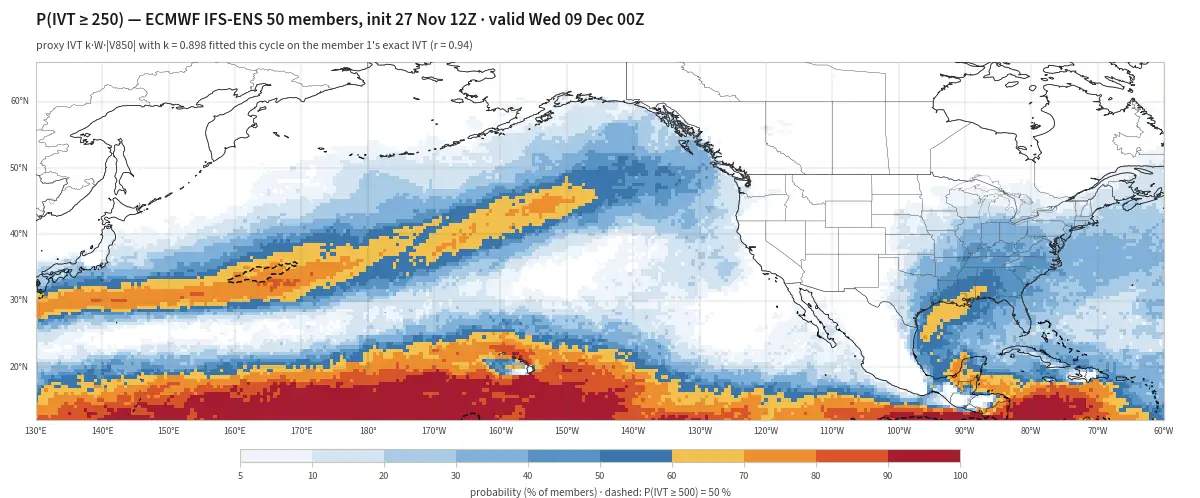 P(IVT ≥ 250) — ECMWF IFS-ENS 50 members, init 27 Nov 12Z · valid Wed 09 Dec 00Z
proxy IVT k·W·|V850| with k = 0.898 fitted this cycle on the member 1's exact IVT (r = 0.94)
60°N
50°N
40°N
30°N
20°N
130°E 140°E 150°E 160°E 170°E 180° 170°W 160°W 150°W 140°W 130°W 120°W 110°W 100°W 90°W 80°W 70°W 60°W
5 10 20 30 40 50 60 70 80 90 100
probability (% of members) · dashed: P(IVT ≥ 500) = 50 %